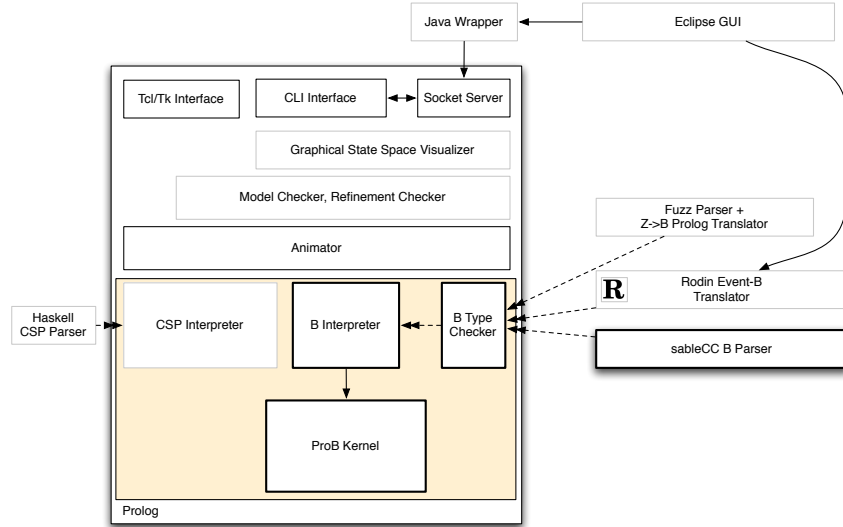 Java Wrapper
Eclipse GUI
Tcl/Tk Interface
CLI Interface
Socket Server
Graphical State Space Visualizer
Model Checker, Refinement Checker
Animator
Fuzz Parser +
Z->B Prolog Translator
R
Rodin Event-B
Translator
Haskell
CSP Parser
CSP Interpreter
B Interpreter
B Type
Checker
sableCC B Parser
ProB Kernel
Prolog